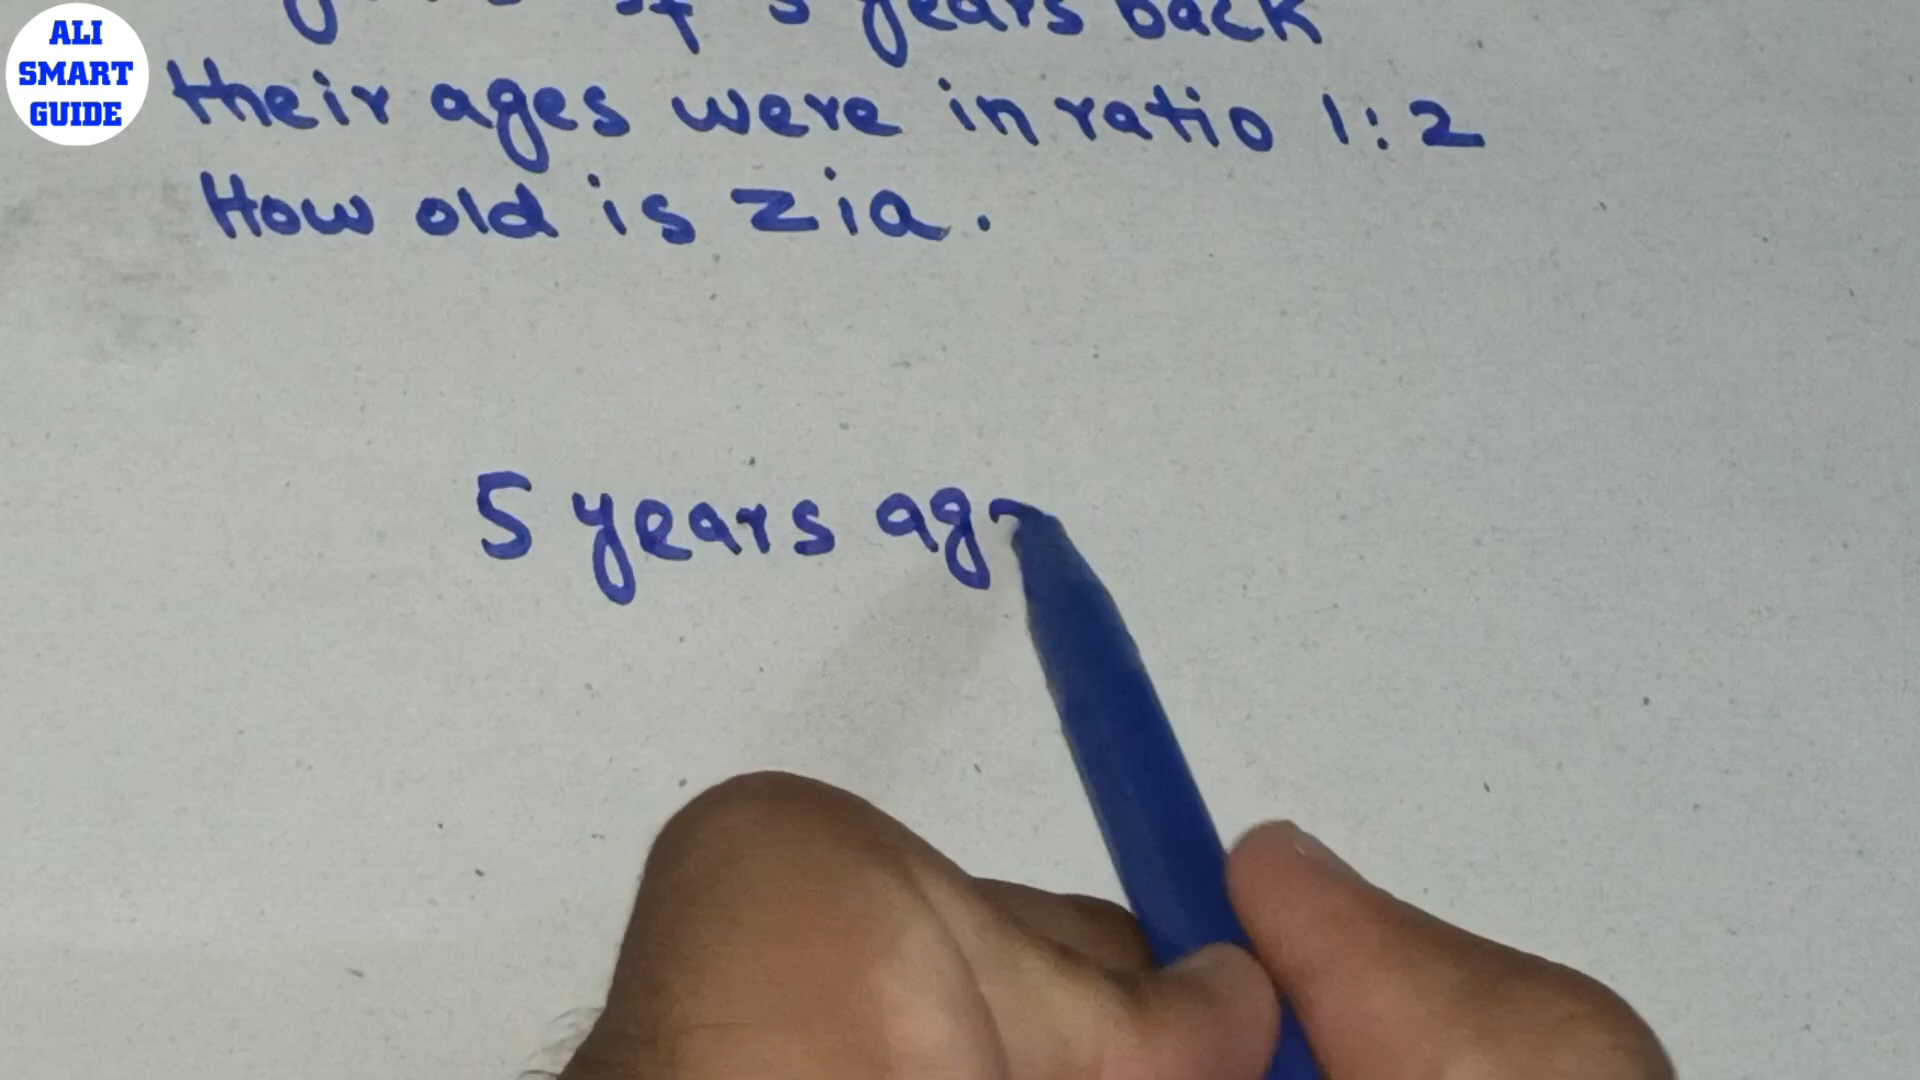 ALI
SMART
GUIDE
years back
their ages were in ratio 1:2
How old is zia.
5 years ag